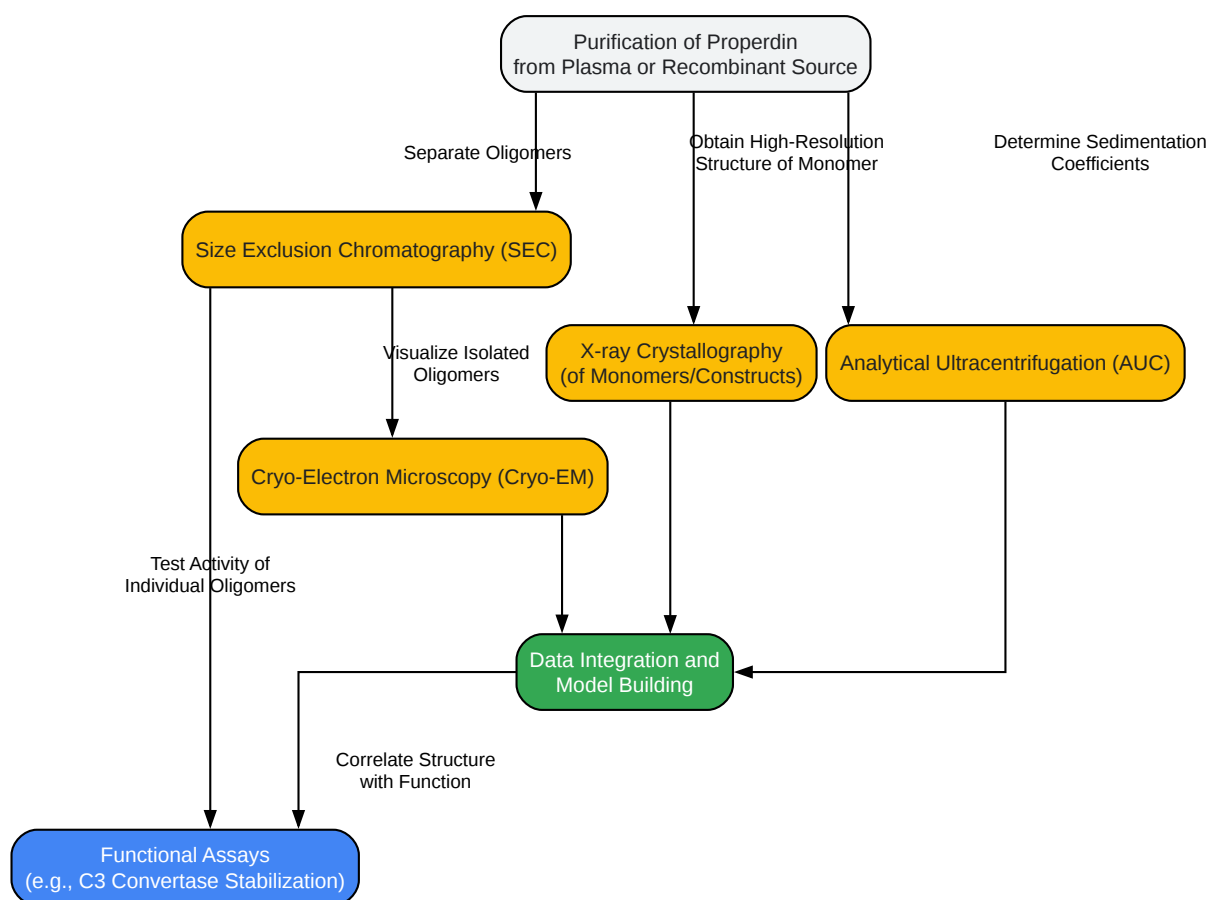 Purification of Properdin
from Plasma or Recombinant Source
Separate Oligomers
Obtain High-Resolution
Structure of Monomer
Determine Sedimentation
Coefficients
Size Exclusion Chromatography (SEC)
Visualize Isolated
Oligomers
X-ray Crystallography
(of Monomers/Constructs)
Analytical Ultracentrifugation (AUC)
Cryo-Electron Microscopy (Cryo-EM)
Test Activity of
Individual Oligomers
Data Integration and
Model Building
Correlate Structure
with Function
Functional Assays
(e.g., C3 Convertase Stabilization)